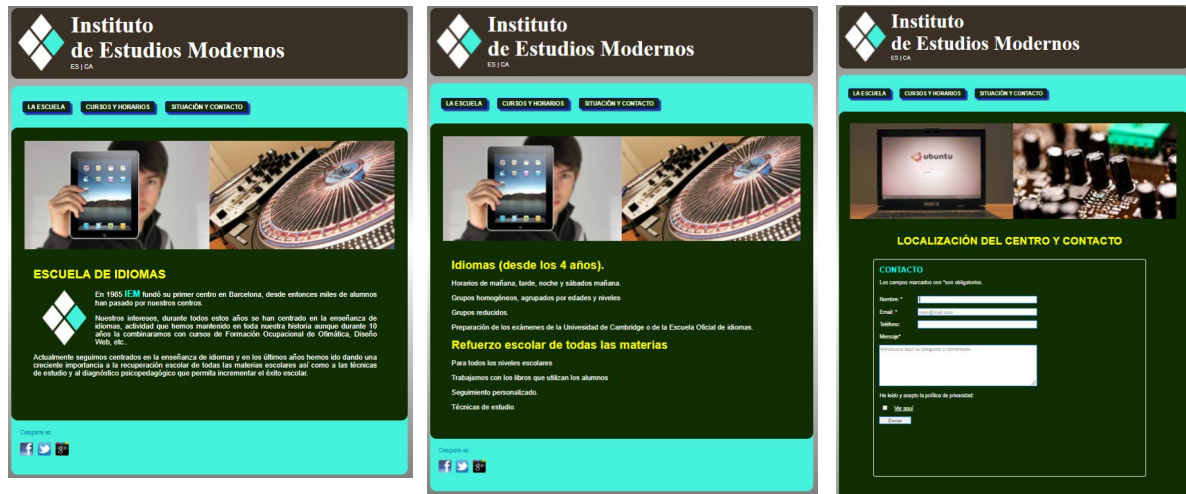 Instituto
de Estudios Modernos
ES | CA
LA ESCUELA
CURSOS Y HORARIOS
SITUACIÓN Y CONTACTO
ESCUELA DE IDIOMAS
En 1985 IEM fundó su primer centro en Barcelona, desde entonces miles de alumnos
han pasado por nuestros centros.
Nuestros intereses, durante todo estos años se han centrado en la enseñanza de
idiomas, actividad que hemos mantenido en toda nuestra historia aunque durante 10
años la combinaramos con cursos de Formación Ocupacional de Ofimática, Diseño
Web, etc..
Actualmente seguimos centrados en la enseñanza de idiomas y en los últimos años hemos ido dando una
creciente importancia a la recuperación escolar de todas las materias escolares así como a las técnicas
de estudio y al diagnóstico psicopedagógico que permita incrementar el éxito escolar.
Comparte en:
Instituto
de Estudios Modernos
ES | CA
LA ESCUELA
CURSOS Y HORARIOS
SITUACIÓN Y CONTACTO
Idiomas (desde los 4 años).
Horarios de mañana, tarde, noche y sábados mañana.
Grupos homogéneos, agrupados por edades y niveles
Grupos reducidos.
Preparación de los exámenes de la Univesidad de Cambridge o de la Escuela Oficial de idiomas.
Refuerzo escolar de todas las materias
Para todos los niveles escolares
Trabajamos con los libros que utilizan los alumnos
Seguimiento personalizado.
Técnicas de estudio.
Comparte en:
Instituto
de Estudios Modernos
ES | CA
LA ESCUELA
CURSOS Y HORARIOS
SITUACIÓN Y CONTACTO
ubuntu
LOCALIZACIÓN DEL CENTRO Y CONTACTO
CONTACTO
Los campos marcados con *son obligatorios.
Nombre: *
Email: *
Teléfono:
Mensaje*
Introduzca aquí su pregunta o comentario
He leido y acepto la política de privacidad:
Ver aquí
Enviar